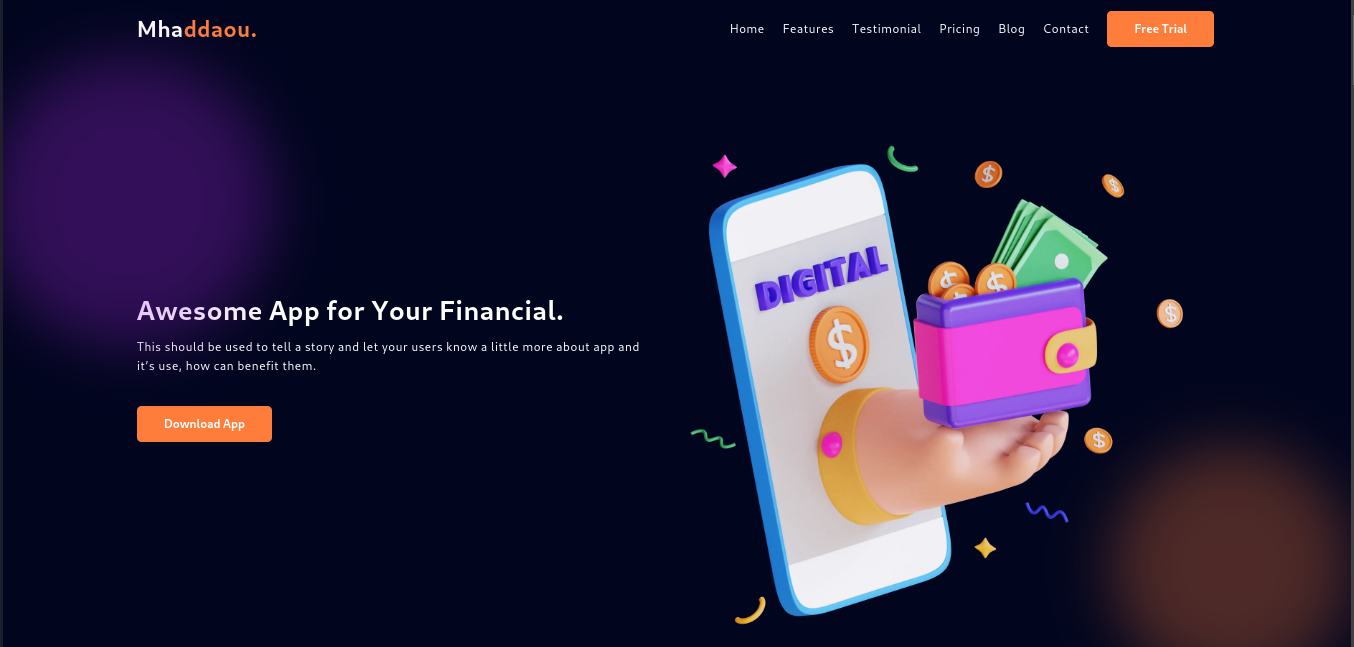 Mhaddaou.
Home Features Testimonial Pricing Blog Contact Free Trial
DIGITAL
$
Awesome App for Your Financial.
This should be used to tell a story and let your users know a little more about app and
it's use, how can benefit them.
Download App